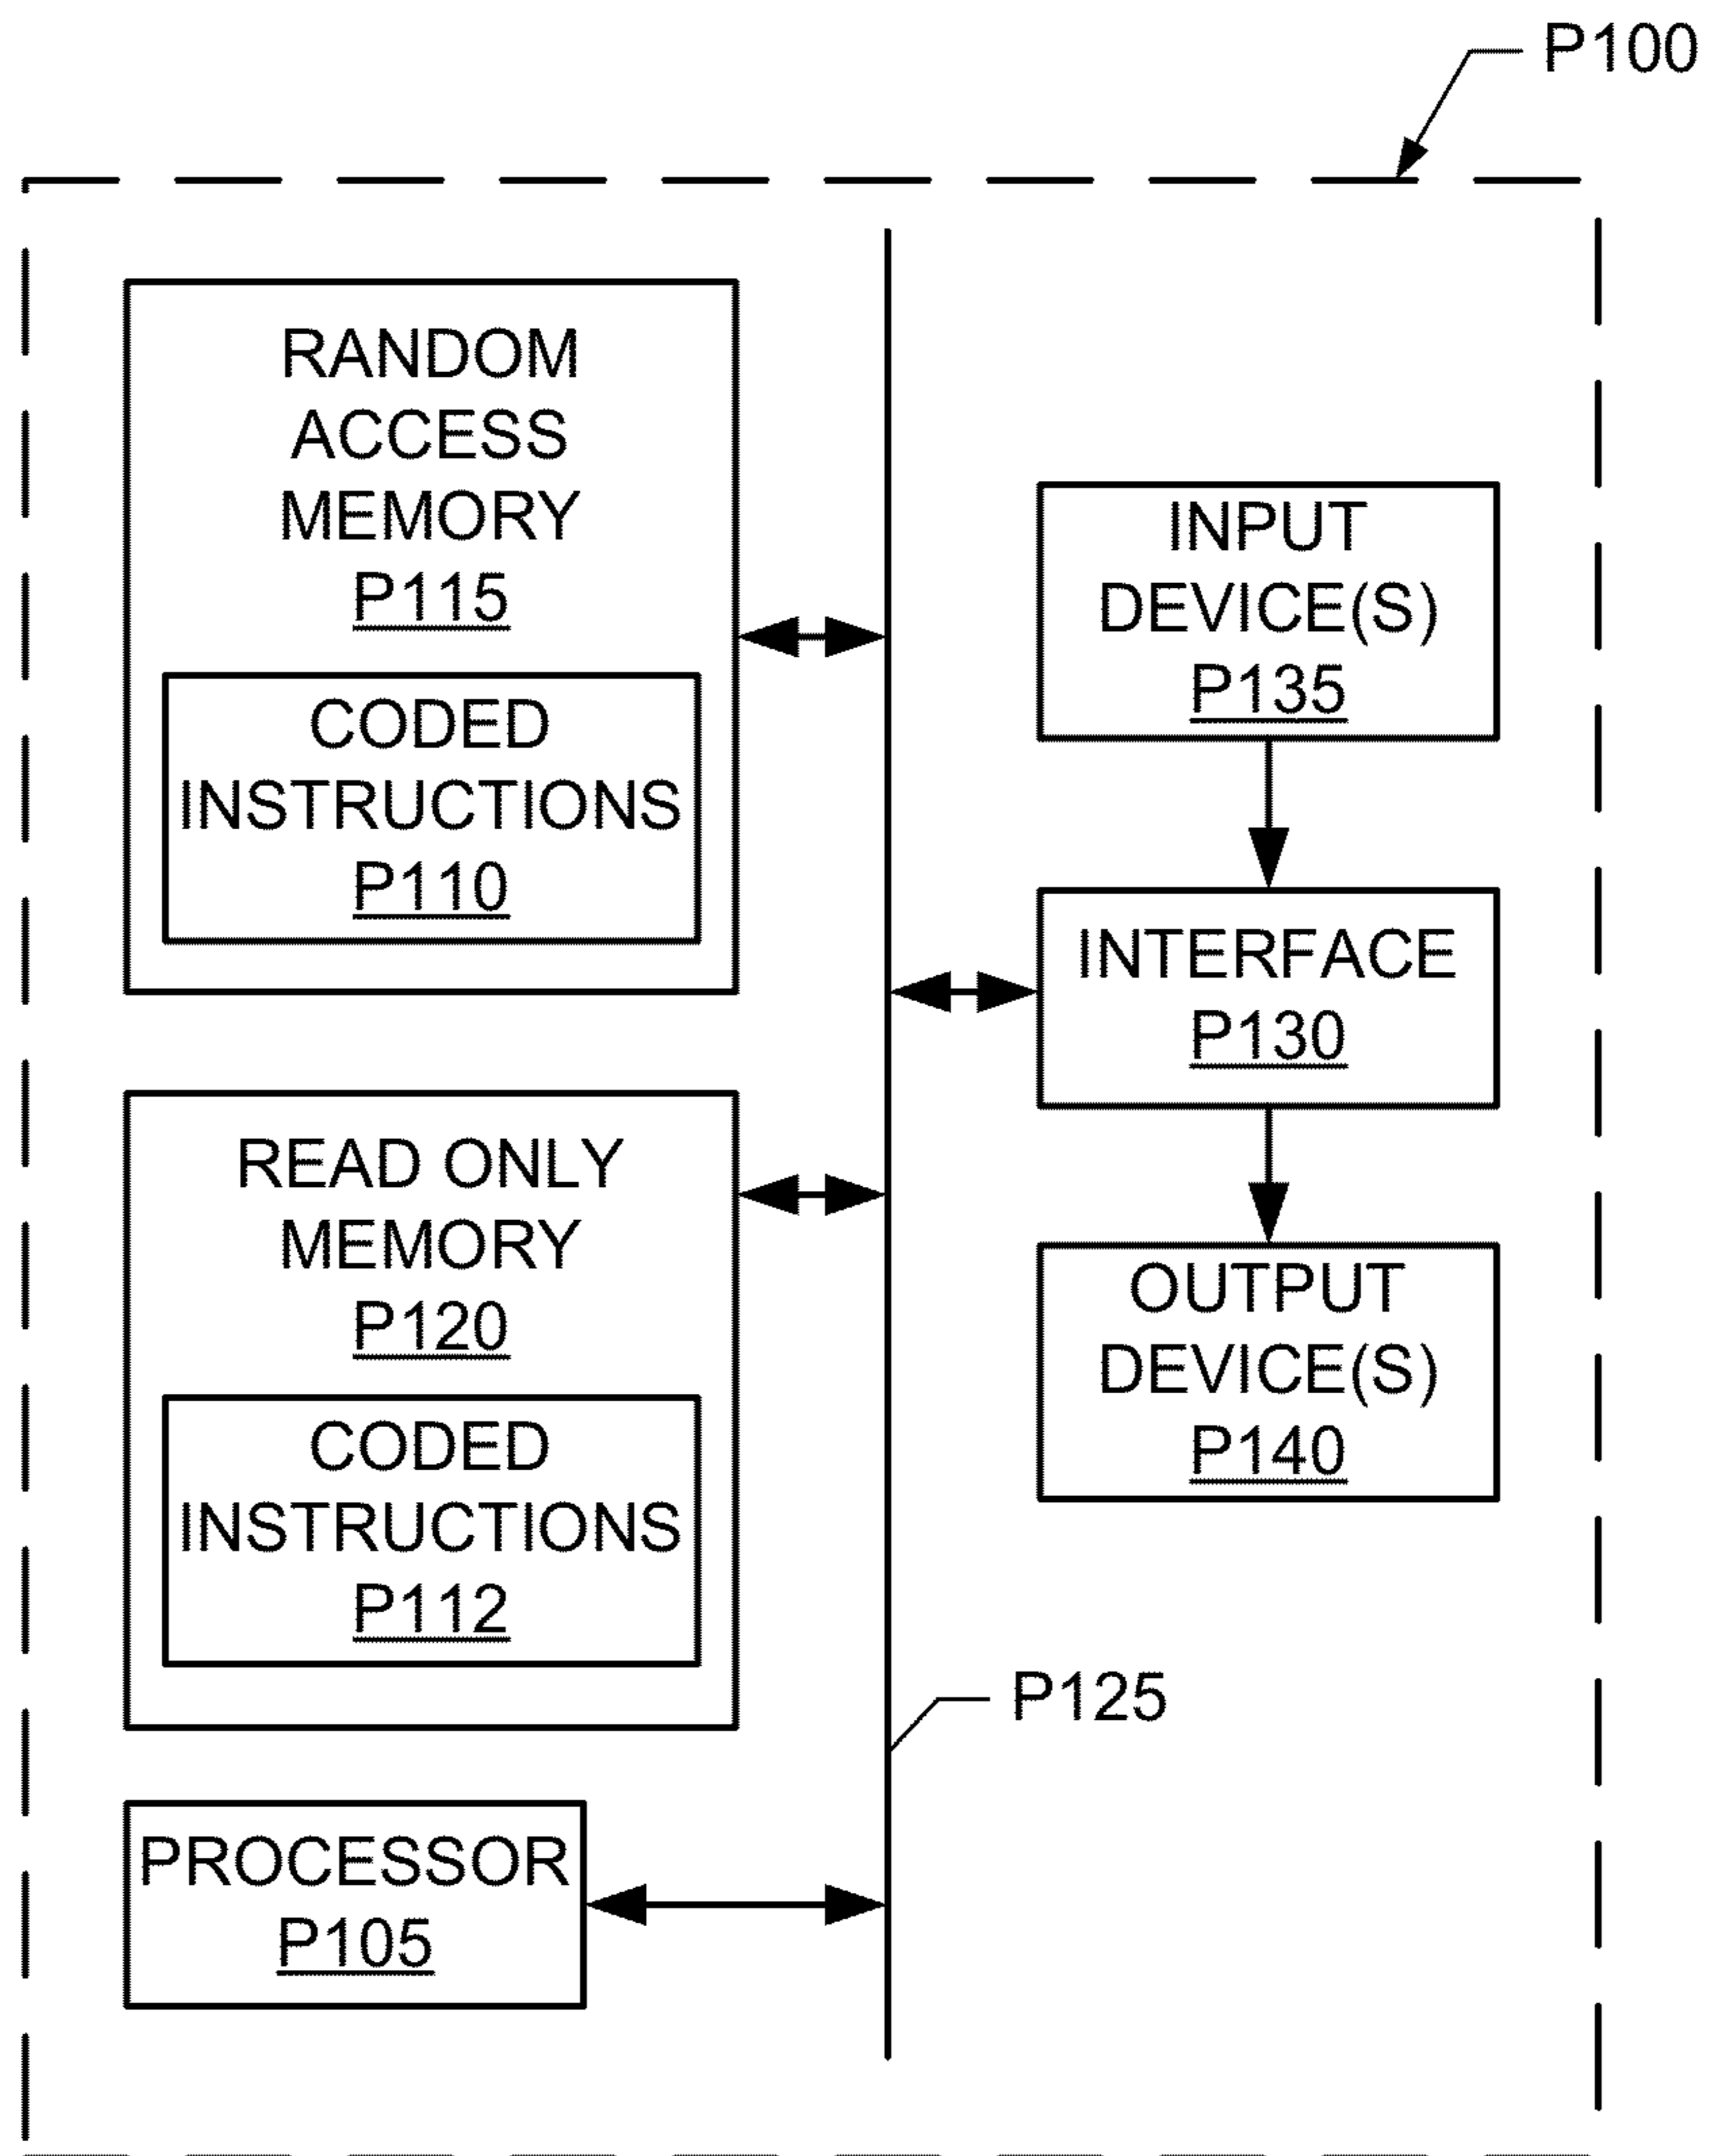 P100
RANDOM
ACCESS
MEMORY
P115
CODED
INSTRUCTIONS
P110
READ ONLY
MEMORY
P120
CODED
INSTRUCTIONS
P112
PROCESSOR
P105
INPUT
DEVICE(S)
P135
INTERFACE
P130
OUTPUT
DEVICE(S)
P140
P125